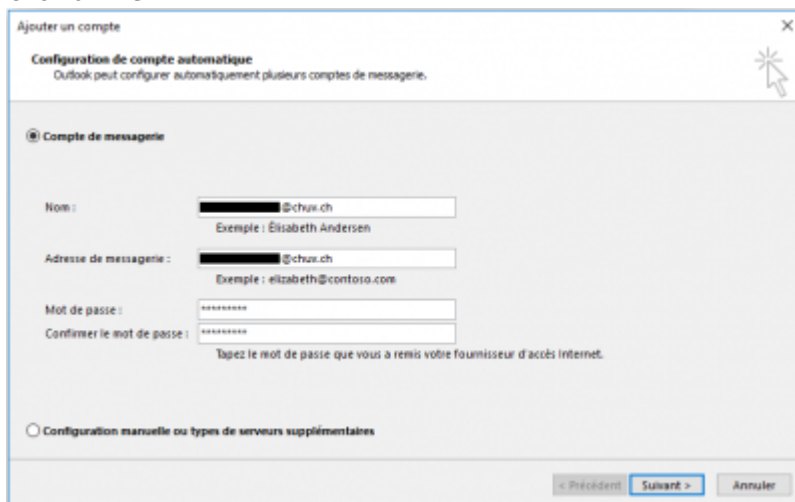 Ajouter un compte
Configuration de compte automatique
Outlook peut configurer automatiquement plusieurs comptes de messagerie.
Compte de messagerie
Nom : @chuv.ch
Exemple : Élisabeth Andersen
Adresse de messagerie : @chuv.ch
Exemple : elizabeth@contoso.com
Mot de passe : *********
Confirmer le mot de passe : *********
Tapez le mot de passe que vous a remis votre fournisseur d'accès Internet.
Configuration manuelle ou types de serveurs supplémentaires
< Précédent Suivant > Annuler